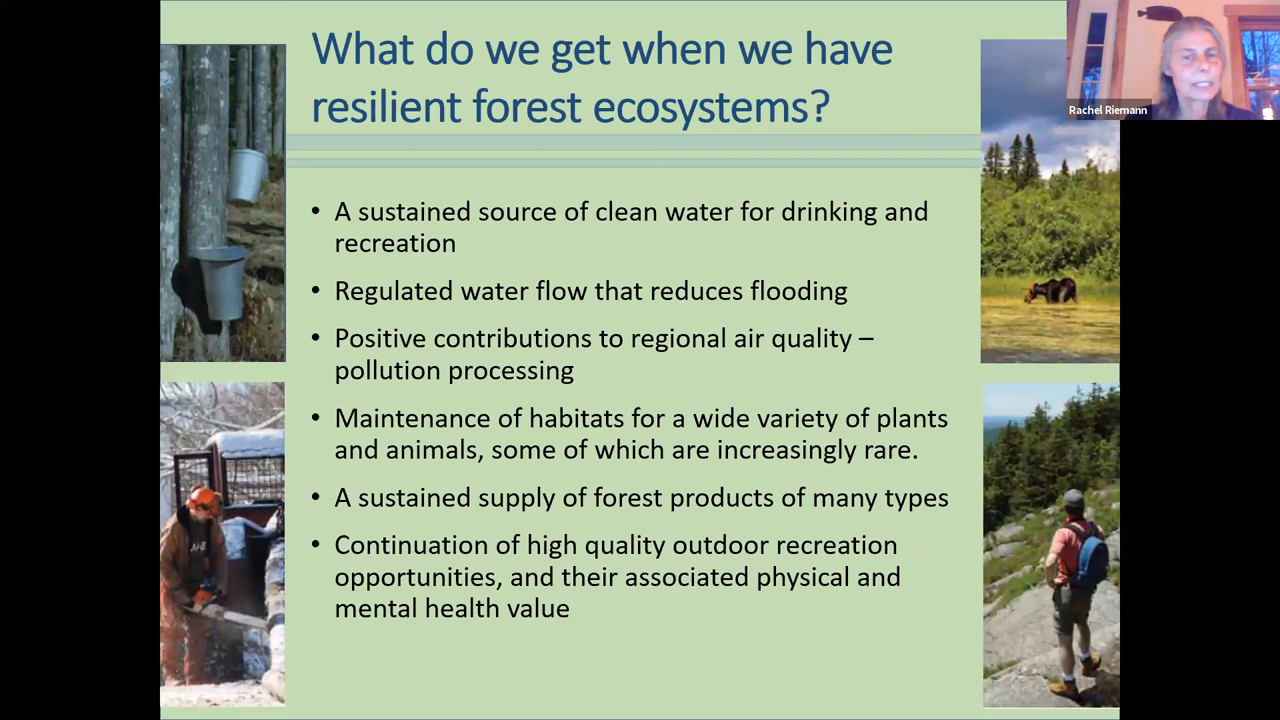 What do we get when we have
resilient forest ecosystems?
Rachel Riemann
• A sustained source of clean water for drinking and
recreation
• Regulated water flow that reduces flooding
• Positive contributions to regional air quality –
pollution processing
• Maintenance of habitats for a wide variety of plants
and animals, some of which are increasingly rare.
• A sustained supply of forest products of many types
• Continuation of high quality outdoor recreation
opportunities, and their associated physical and
mental health value